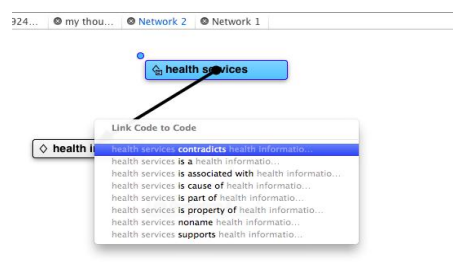 924... my thou... Network 2 Network 1
health services
health i
Link Code to Code
health services contradicts health informatio...
health services is a health informatio...
health services is associated with health informatio...
health services is cause of health informatio...
health services is part of health informatio...
health services is property of health informatio...
health services noname health informatio...
health services supports health informatio...